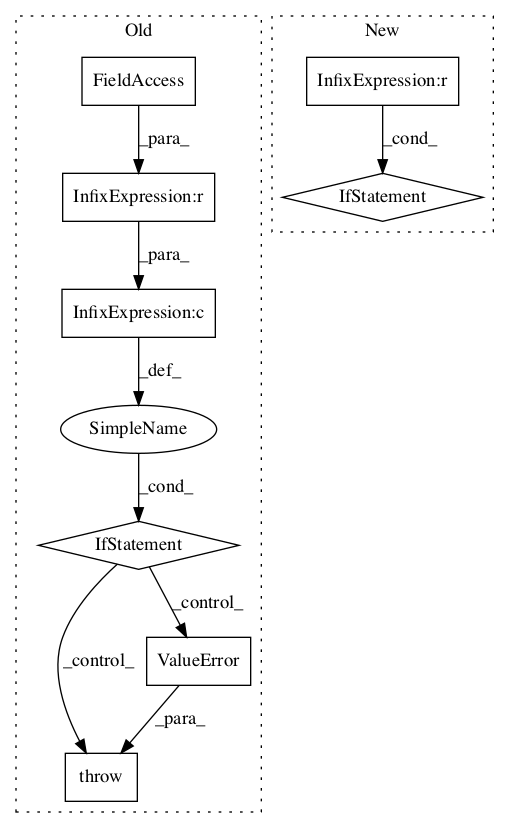 Old
New
FieldAccess
InfixExpression:r
_para_
_cond_
InfixExpression:r
IfStatement
_para_
InfixExpression:c
_def_
SimpleName
_cond_
IfStatement
_control_
_control_
ValueError
_para_
throw